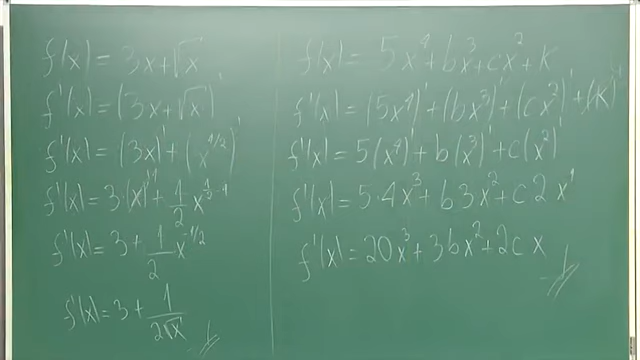 f(x) = 3x + √x
f'(x) = (3x + √x)'
f'(x) = (3x)' + (x^1/2)'
f'(x) = 3·(x)' + 1/2 x^(1/2 - 1)
f'(x) = 3 + 1/2 x^-1/2
f'(x) = 3 + 1/(2√x)
f(x) = 5x^4 + bx^3 + cx^2 + K
f'(x) = (5x^4)' + (bx^3)' + (cx^2)' + (K)'
f'(x) = 5(x^4)' + b(x^3)' + c(x^2)'
f'(x) = 5·4x^3 + b3x^2 + c2x^1
f'(x) = 20x^3 + 3bx^2 + 2cx